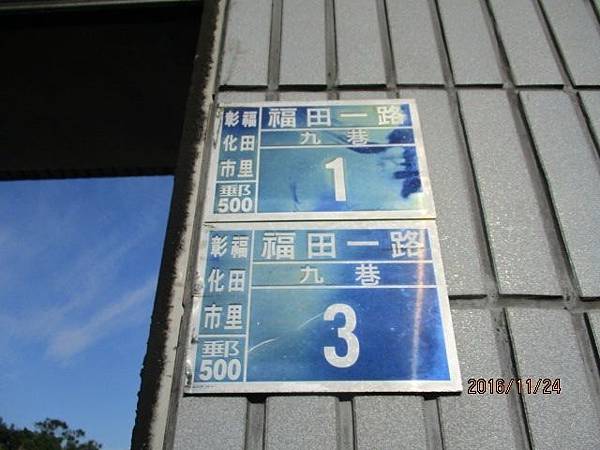 彰化市 福田里 郵500
福田一路
九巷
1
彰化市 福田里 郵500
福田一路
九巷
3
2016/11/24